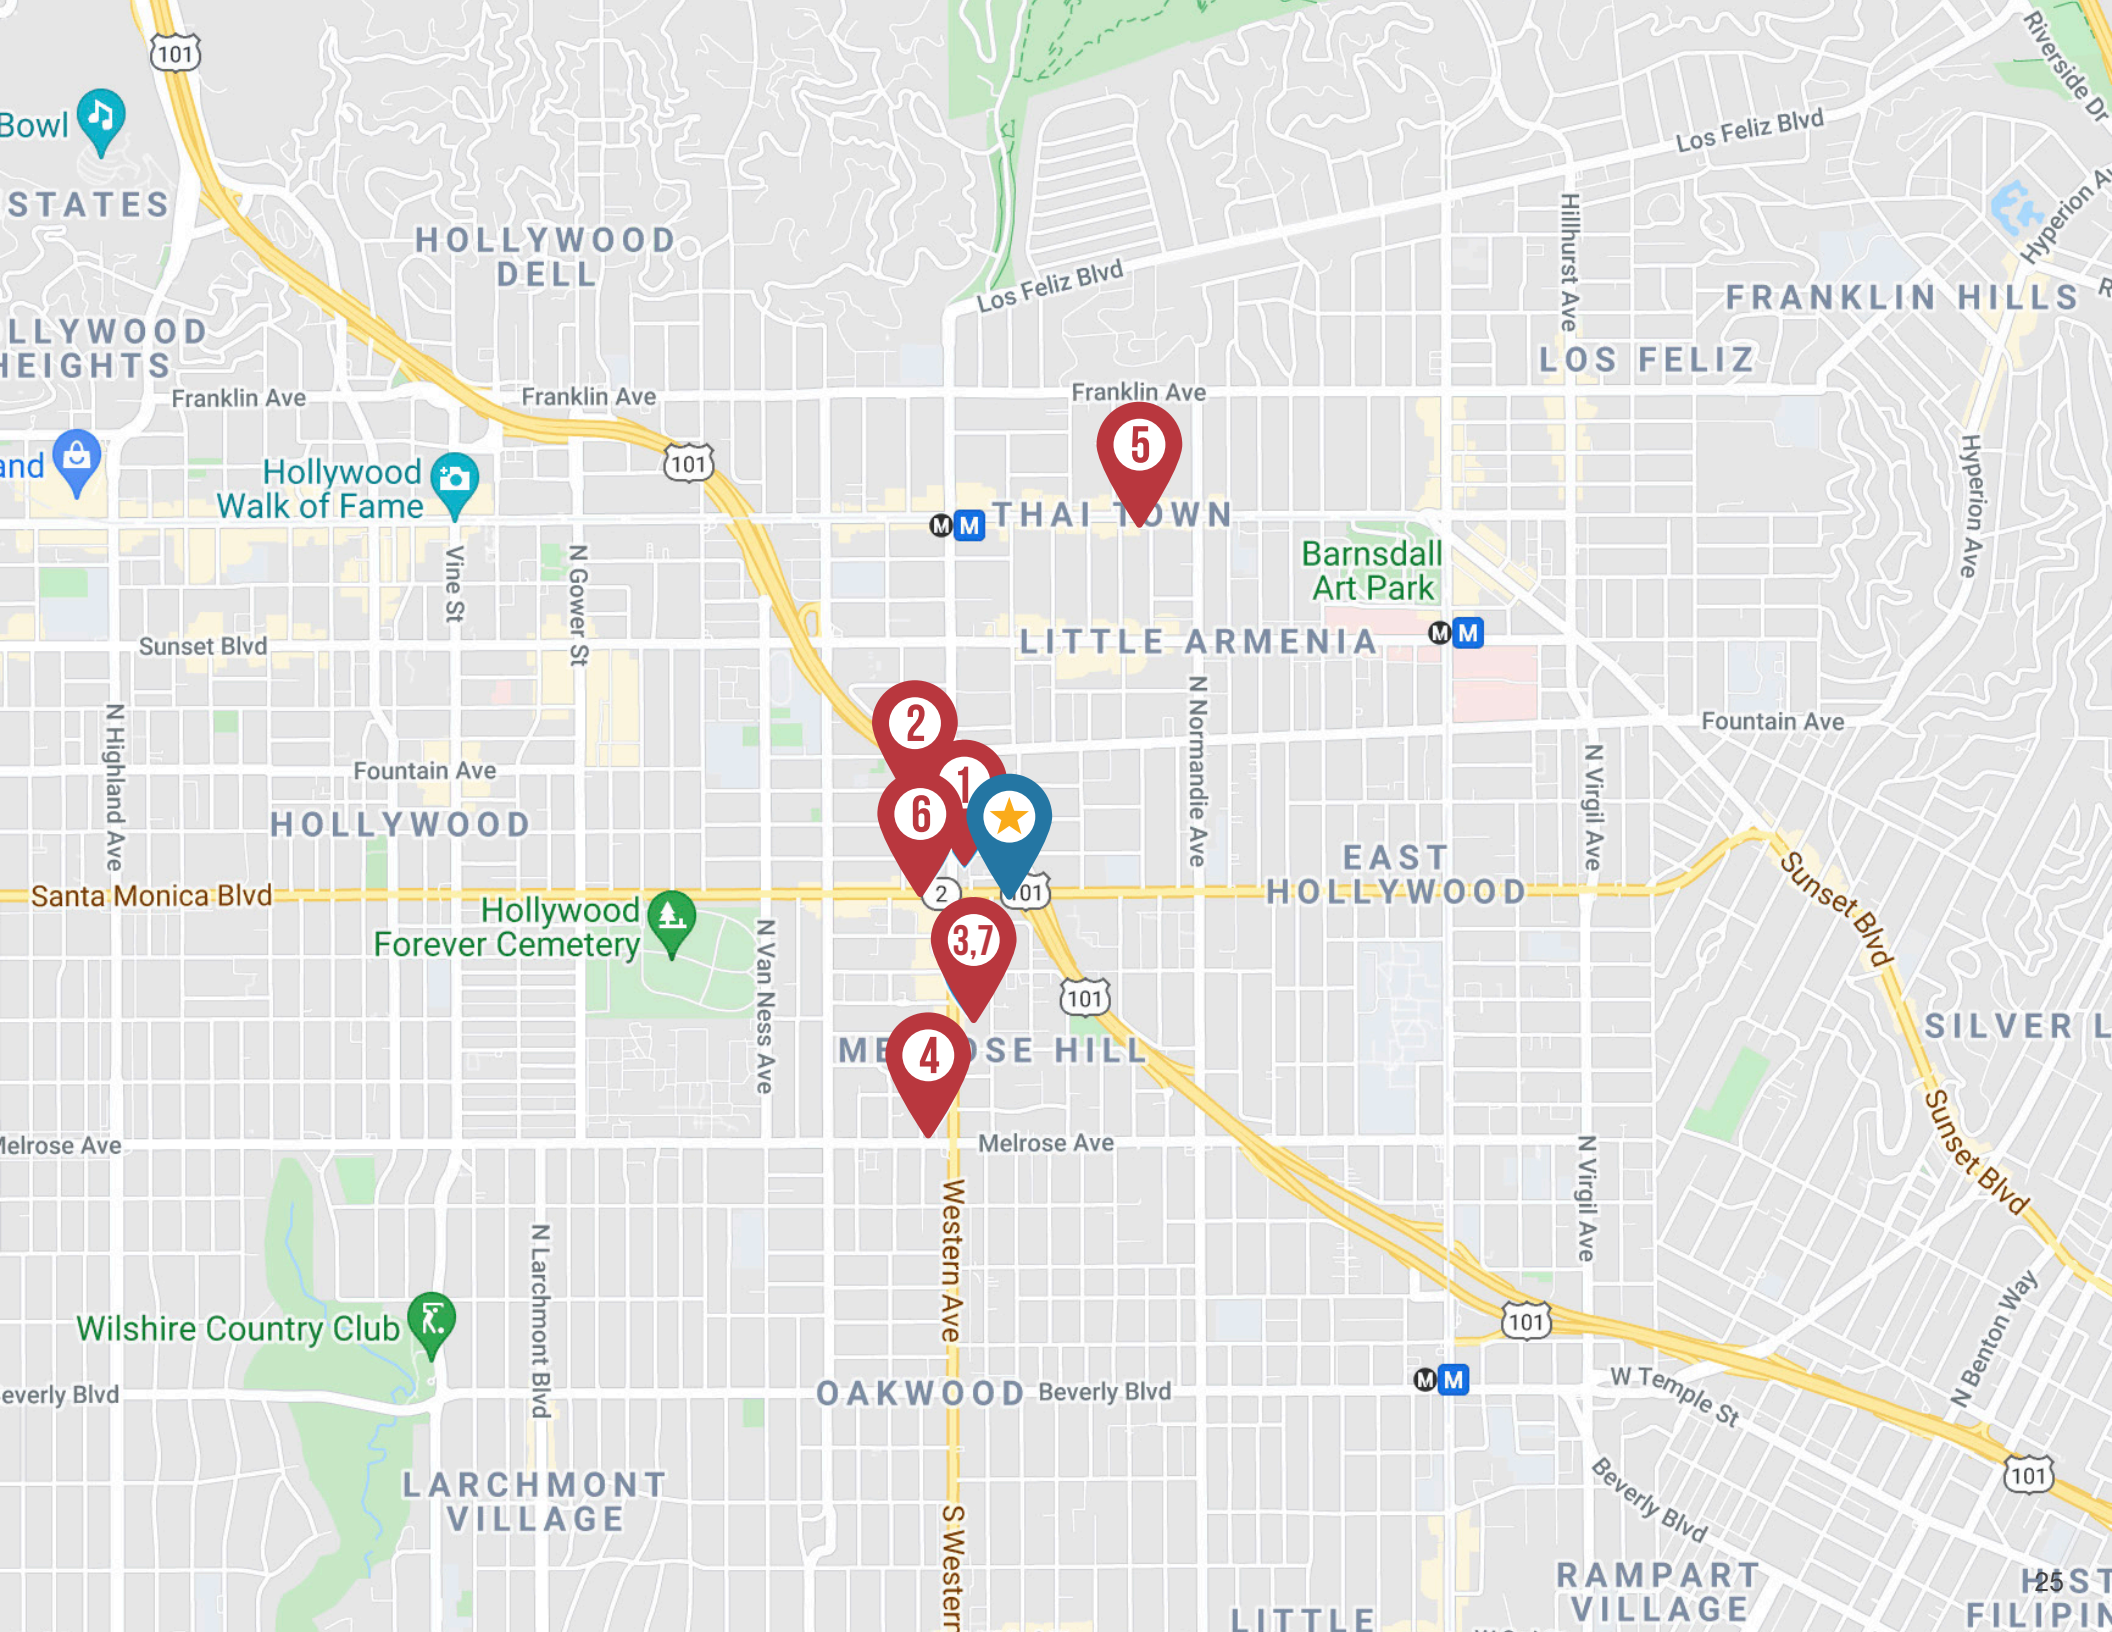 101
Bowl
STATES
HOLLYWOOD
DELL
Los Feliz Blvd
Riverside Dr
Hillhurst Ave
Los Feliz Blvd
LLYWOOD
HEIGHTS
FRANKLIN HILLS
LOS FELIZ
Franklin Ave
Franklin Ave
Franklin Ave
5
and
Hollywood
Walk of Fame
101
M M
THAI TOWN
Hyperion Ave
Vine St
N Gower St
Barnsdall
Art Park
Sunset Blvd
LITTLE ARMENIA
M M
N Highland Ave
N Normandie Ave
2
Fountain Ave
Fountain Ave
N Virgil Ave
1
6
HOLLYWOOD
EAST
HOLLYWOOD
Sunset Blvd
Santa Monica Blvd
2
101
Hollywood
Forever Cemetery
3,7
N Van Ness Ave
101
SILVER L
4
Sunset Blvd
Melrose Ave
Melrose Ave
N Virgil Ave
Western Ave
N Larchmont Blvd
Wilshire Country Club
101
N Benton Way
Beverly Blvd
OAKWOOD
Beverly Blvd
M M
W Temple St
Beverly Blvd
101
LARCHMONT
VILLAGE
S Western
RAMPART
VILLAGE
25
LITTLE
FILIPIN